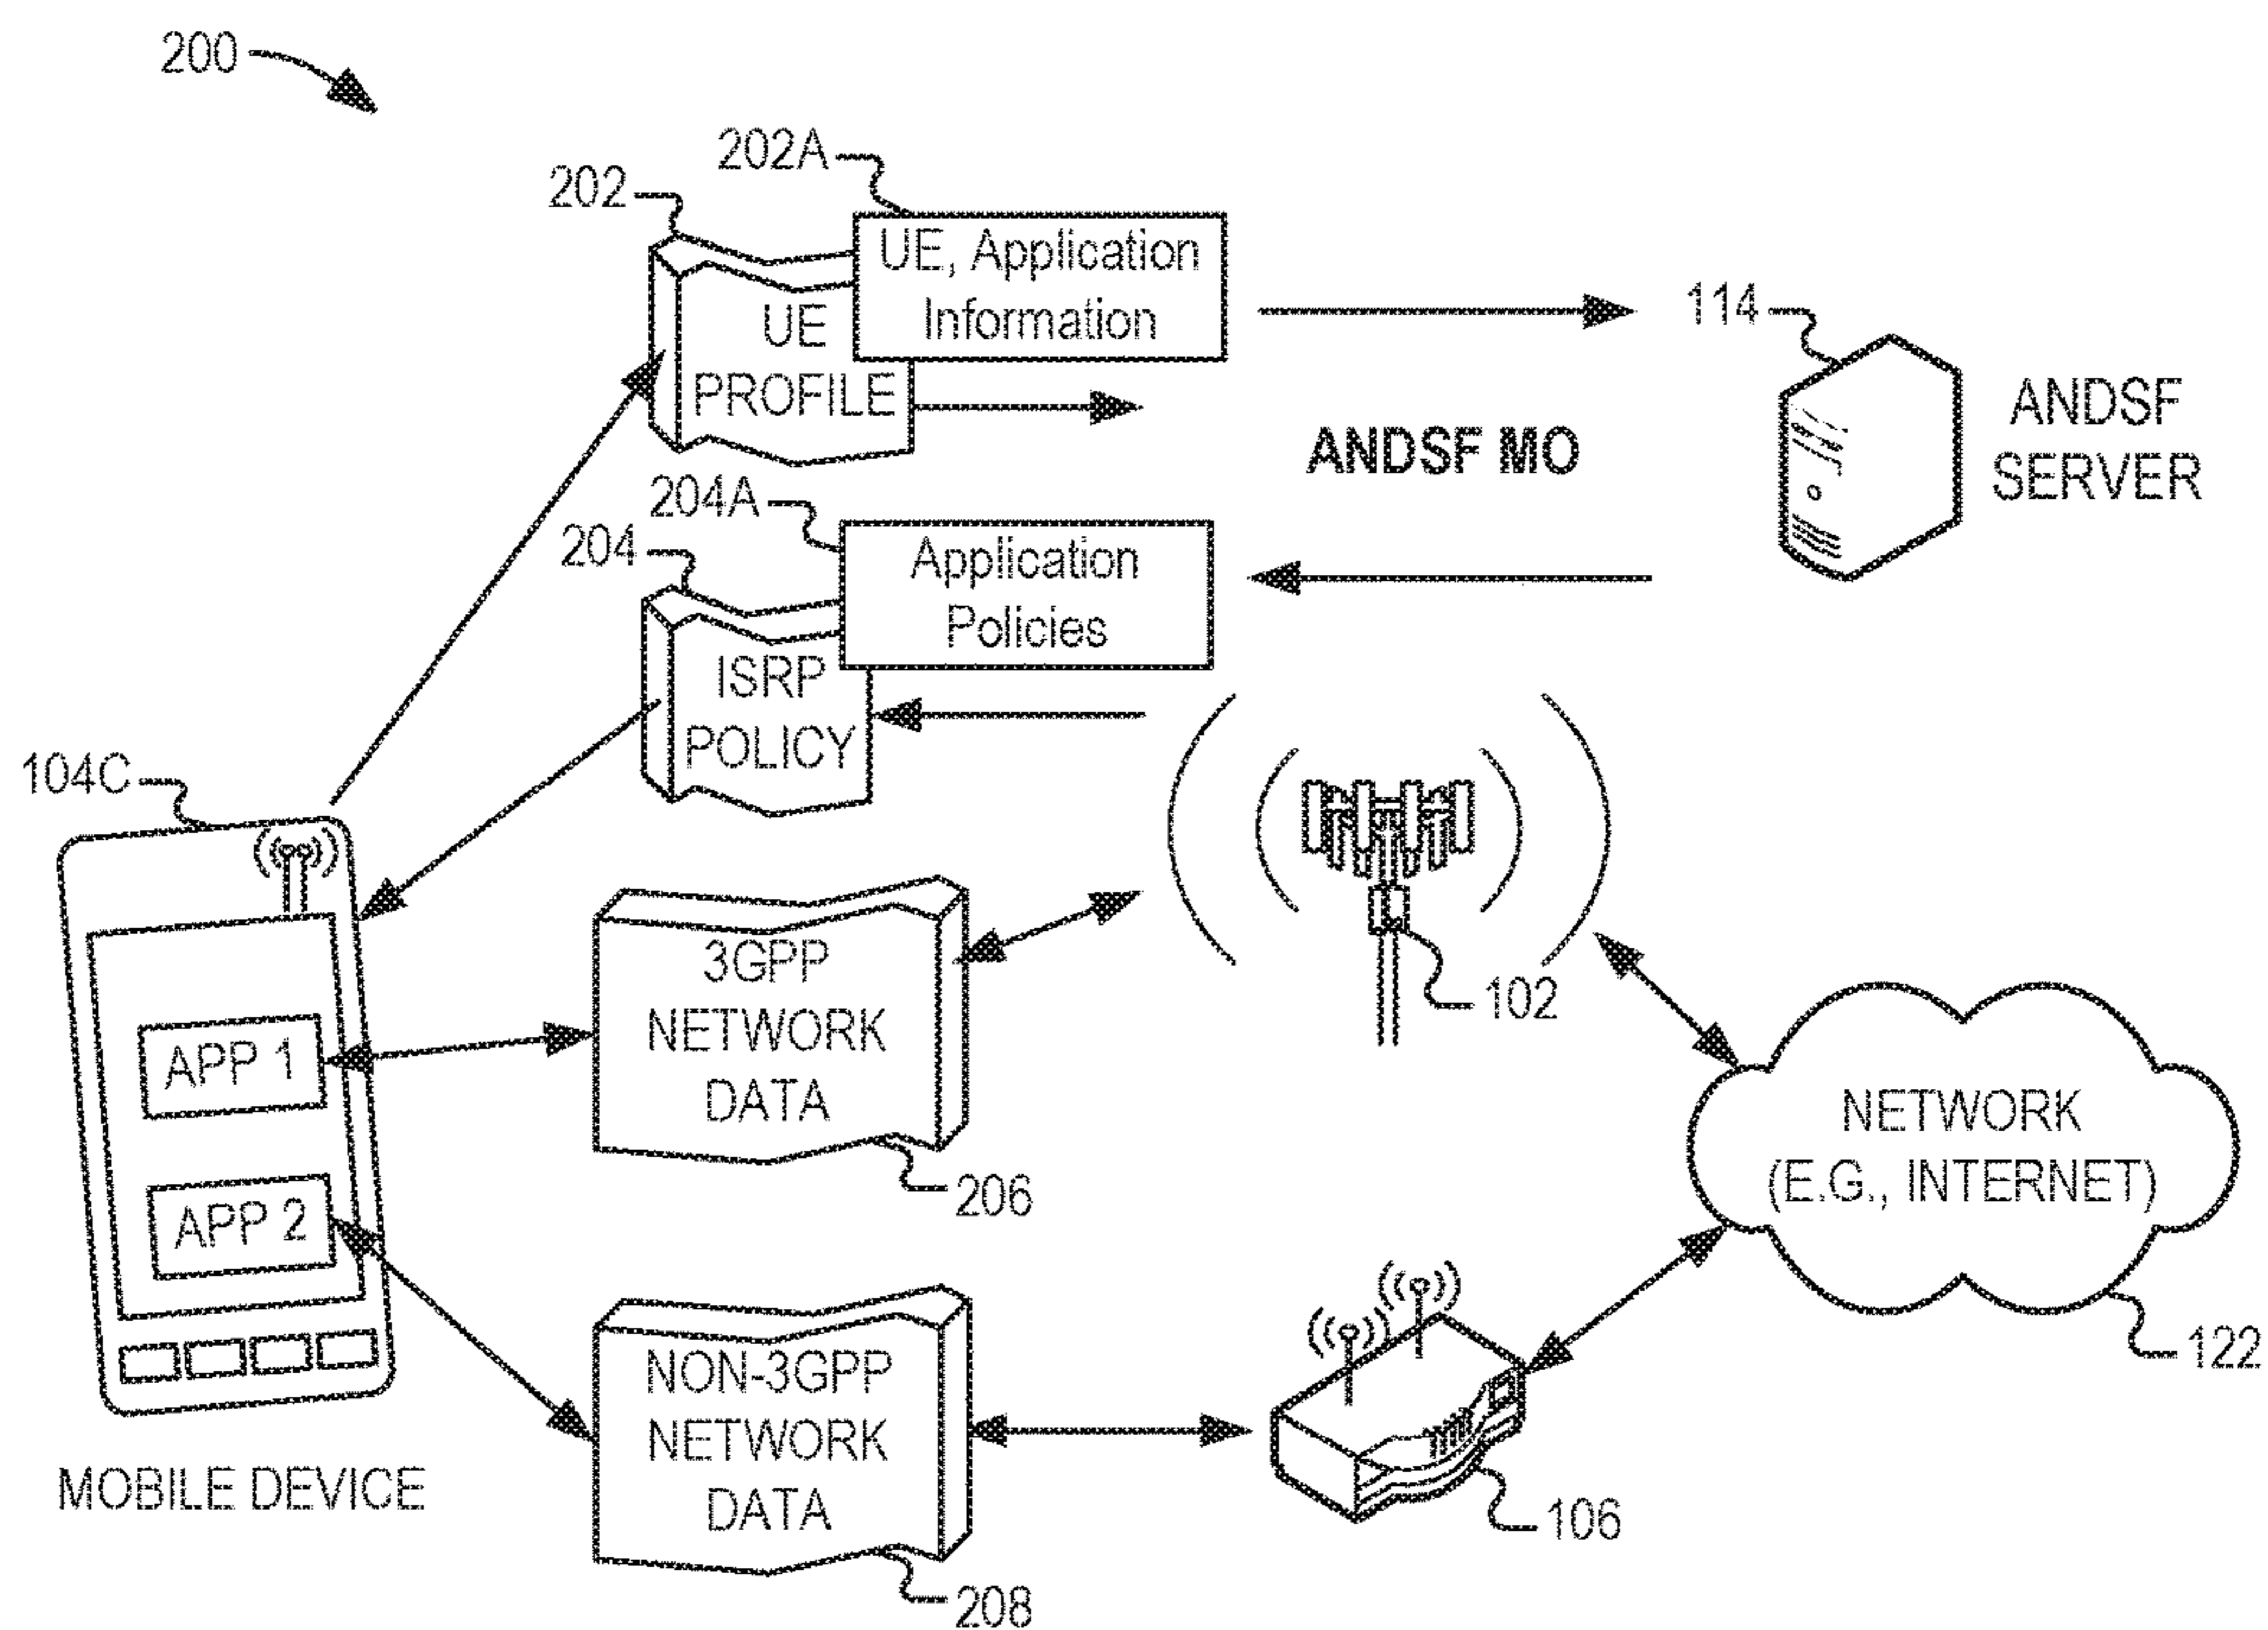 200
202A
202
UE, Application
Information
UE
PROFILE
114
ANDSF
SERVER
ANDSF MO
204A
204
Application
Policies
ISRP
POLICY
104C
3GPP
NETWORK
DATA
102
APP 1
206
NETWORK
(E.G., INTERNET)
APP 2
122
NON-3GPP
NETWORK
DATA
MOBILE DEVICE
106
208